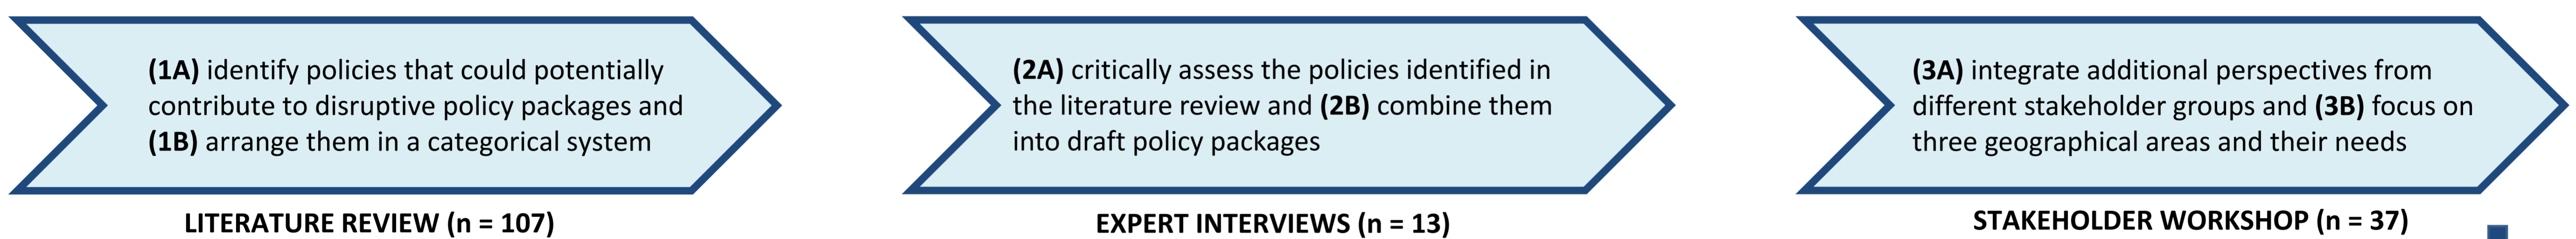 (1A) identify policies that could potentially
contribute to disruptive policy packages and
(1B) arrange them in a categorical system
LITERATURE REVIEW (n = 107)
(2A) critically assess the policies identified in
the literature review and (2B) combine them
into draft policy packages
EXPERT INTERVIEWS (n = 13)
(3A) integrate additional perspectives from
different stakeholder groups and (3B) focus on
three geographical areas and their needs
STAKEHOLDER WORKSHOP (n = 37)